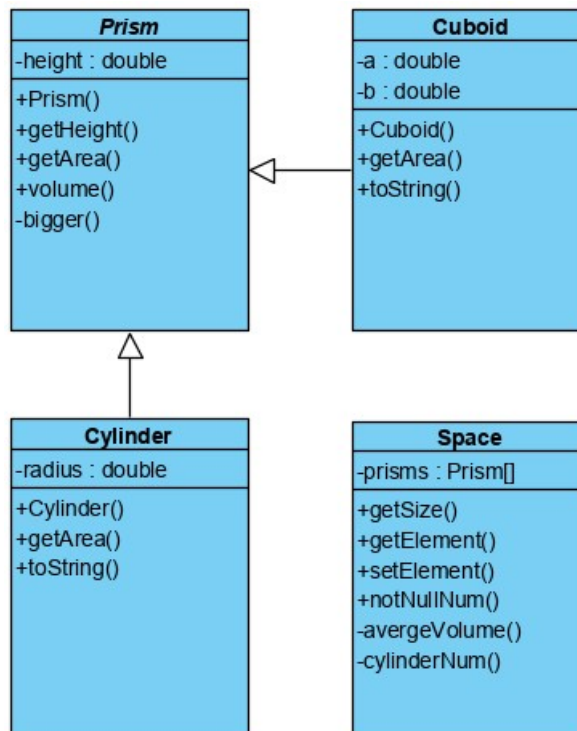 Prism
-height : double
+Prism()
+getHeight()
+getArea()
+volume()
-bigger()
Cuboid
-a : double
-b : double
+Cuboid()
+getArea()
+toString()
Cylinder
-radius : double
+Cylinder()
+getArea()
+toString()
Space
-prisms : Prism[]
+getSize()
+getElement()
+setElement()
+notNullNum()
-avergeVolume()
-cylinderNum()